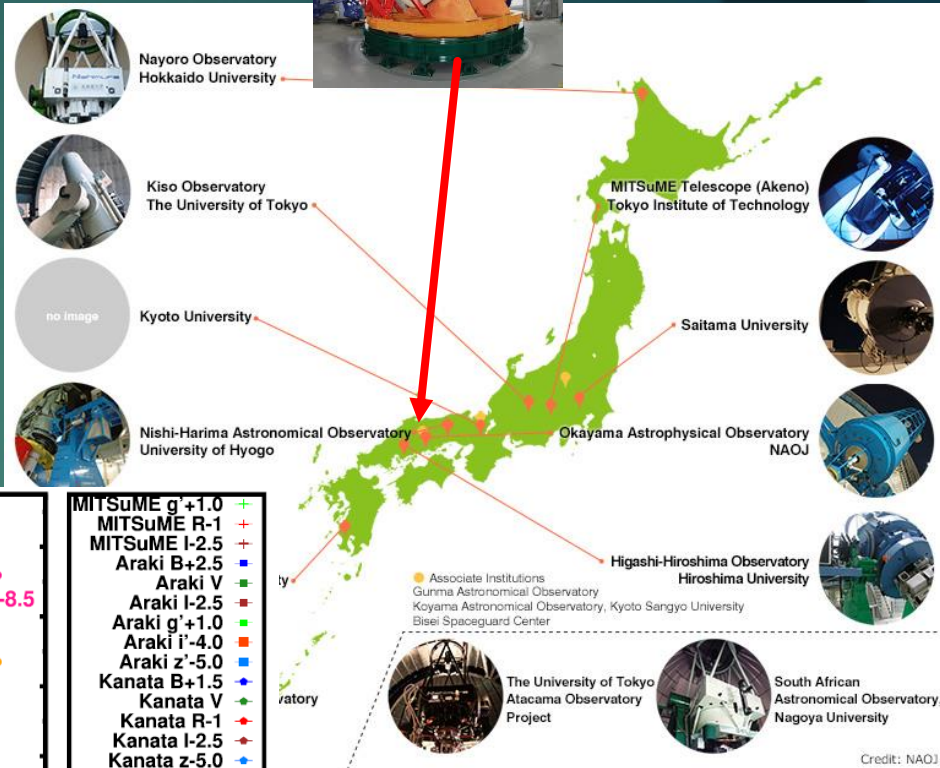 Nayoro Observatory
Hokkaido University
Kiso Observatory
The University of Tokyo
MITSuME Telescope (Akeno)
Tokyo Institute of Technology
no image
Kyoto University
Saitama University
Nishi-Harima Astronomical Observatory
University of Hyogo
Okayama Astrophysical Observatory
NAOJ
-8.5
MITSuME g'+1.0
MITSuME R-1
MITSuME I-2.5
Araki B+2.5
Araki V
Araki I-2.5
Araki g'+1.0
Araki i'-4.0
Araki z'-5.0
Kanata B+1.5
Kanata V
Kanata R-1
Kanata I-2.5
Kanata z-5.0
ty
vatory
Higashi-Hiroshima Observatory
Hiroshima University
Associate Institutions
Gunma Astronomical Observatory
Koyama Astronomical Observatory, Kyoto Sangyo University
Bisei Spaceguard Center
The University of Tokyo
Atacama Observatory
Project
South African
Astronomical Observatory,
Nagoya University
Credit: NAOJ